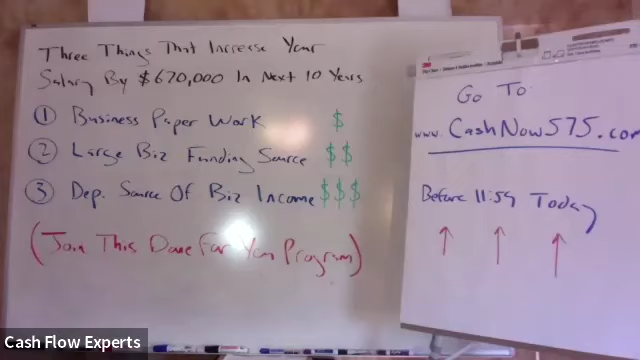 Three Things That Increase Your
Salary By $670,000 In Next 10 Years
1 Business Paper Work $
2 Large Biz Funding Source $$
3 Dep. Source Of Biz Income $$$
(Join This Done For You Program)
3M
Go To
www.CashNow575.com
Before 11:59 Today
Cash Flow Experts